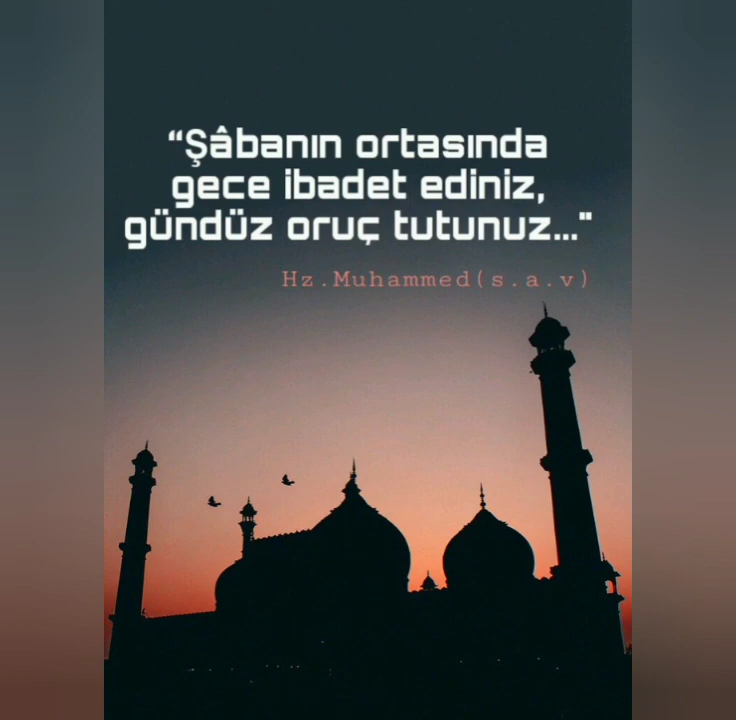 “Şâbanın ortasında
gece ibadet ediniz,
gündüz oruç tutunuz..."
Hz.Muhammed(s.a.v)